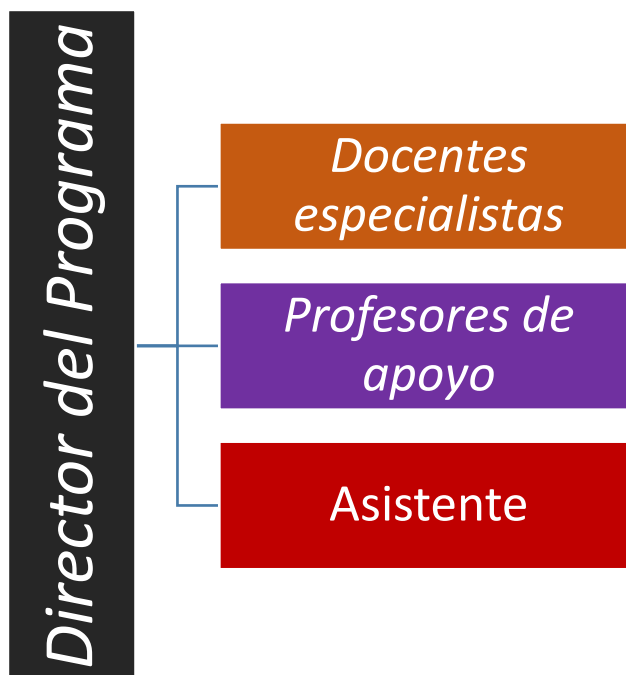 Director del Programa
Docentes
especialistas
Profesores de
apoyo
Asistente